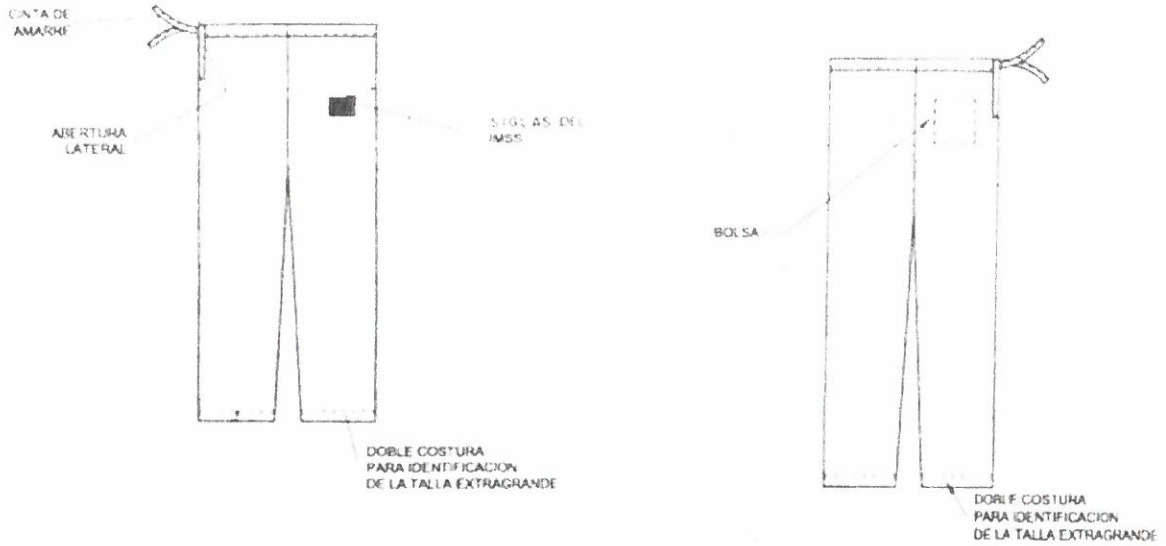 CINTA DE
AMARRE
ABERTURA
LATERAL
SIGLAS DEL
IMSS
DOBLE COSTURA
PARA IDENTIFICACION
DE LA TALLA EXTRAGRANDE
BOLSA
DOBLE COSTURA
PARA IDENTIFICACION
DE LA TALLA EXTRAGRANDE